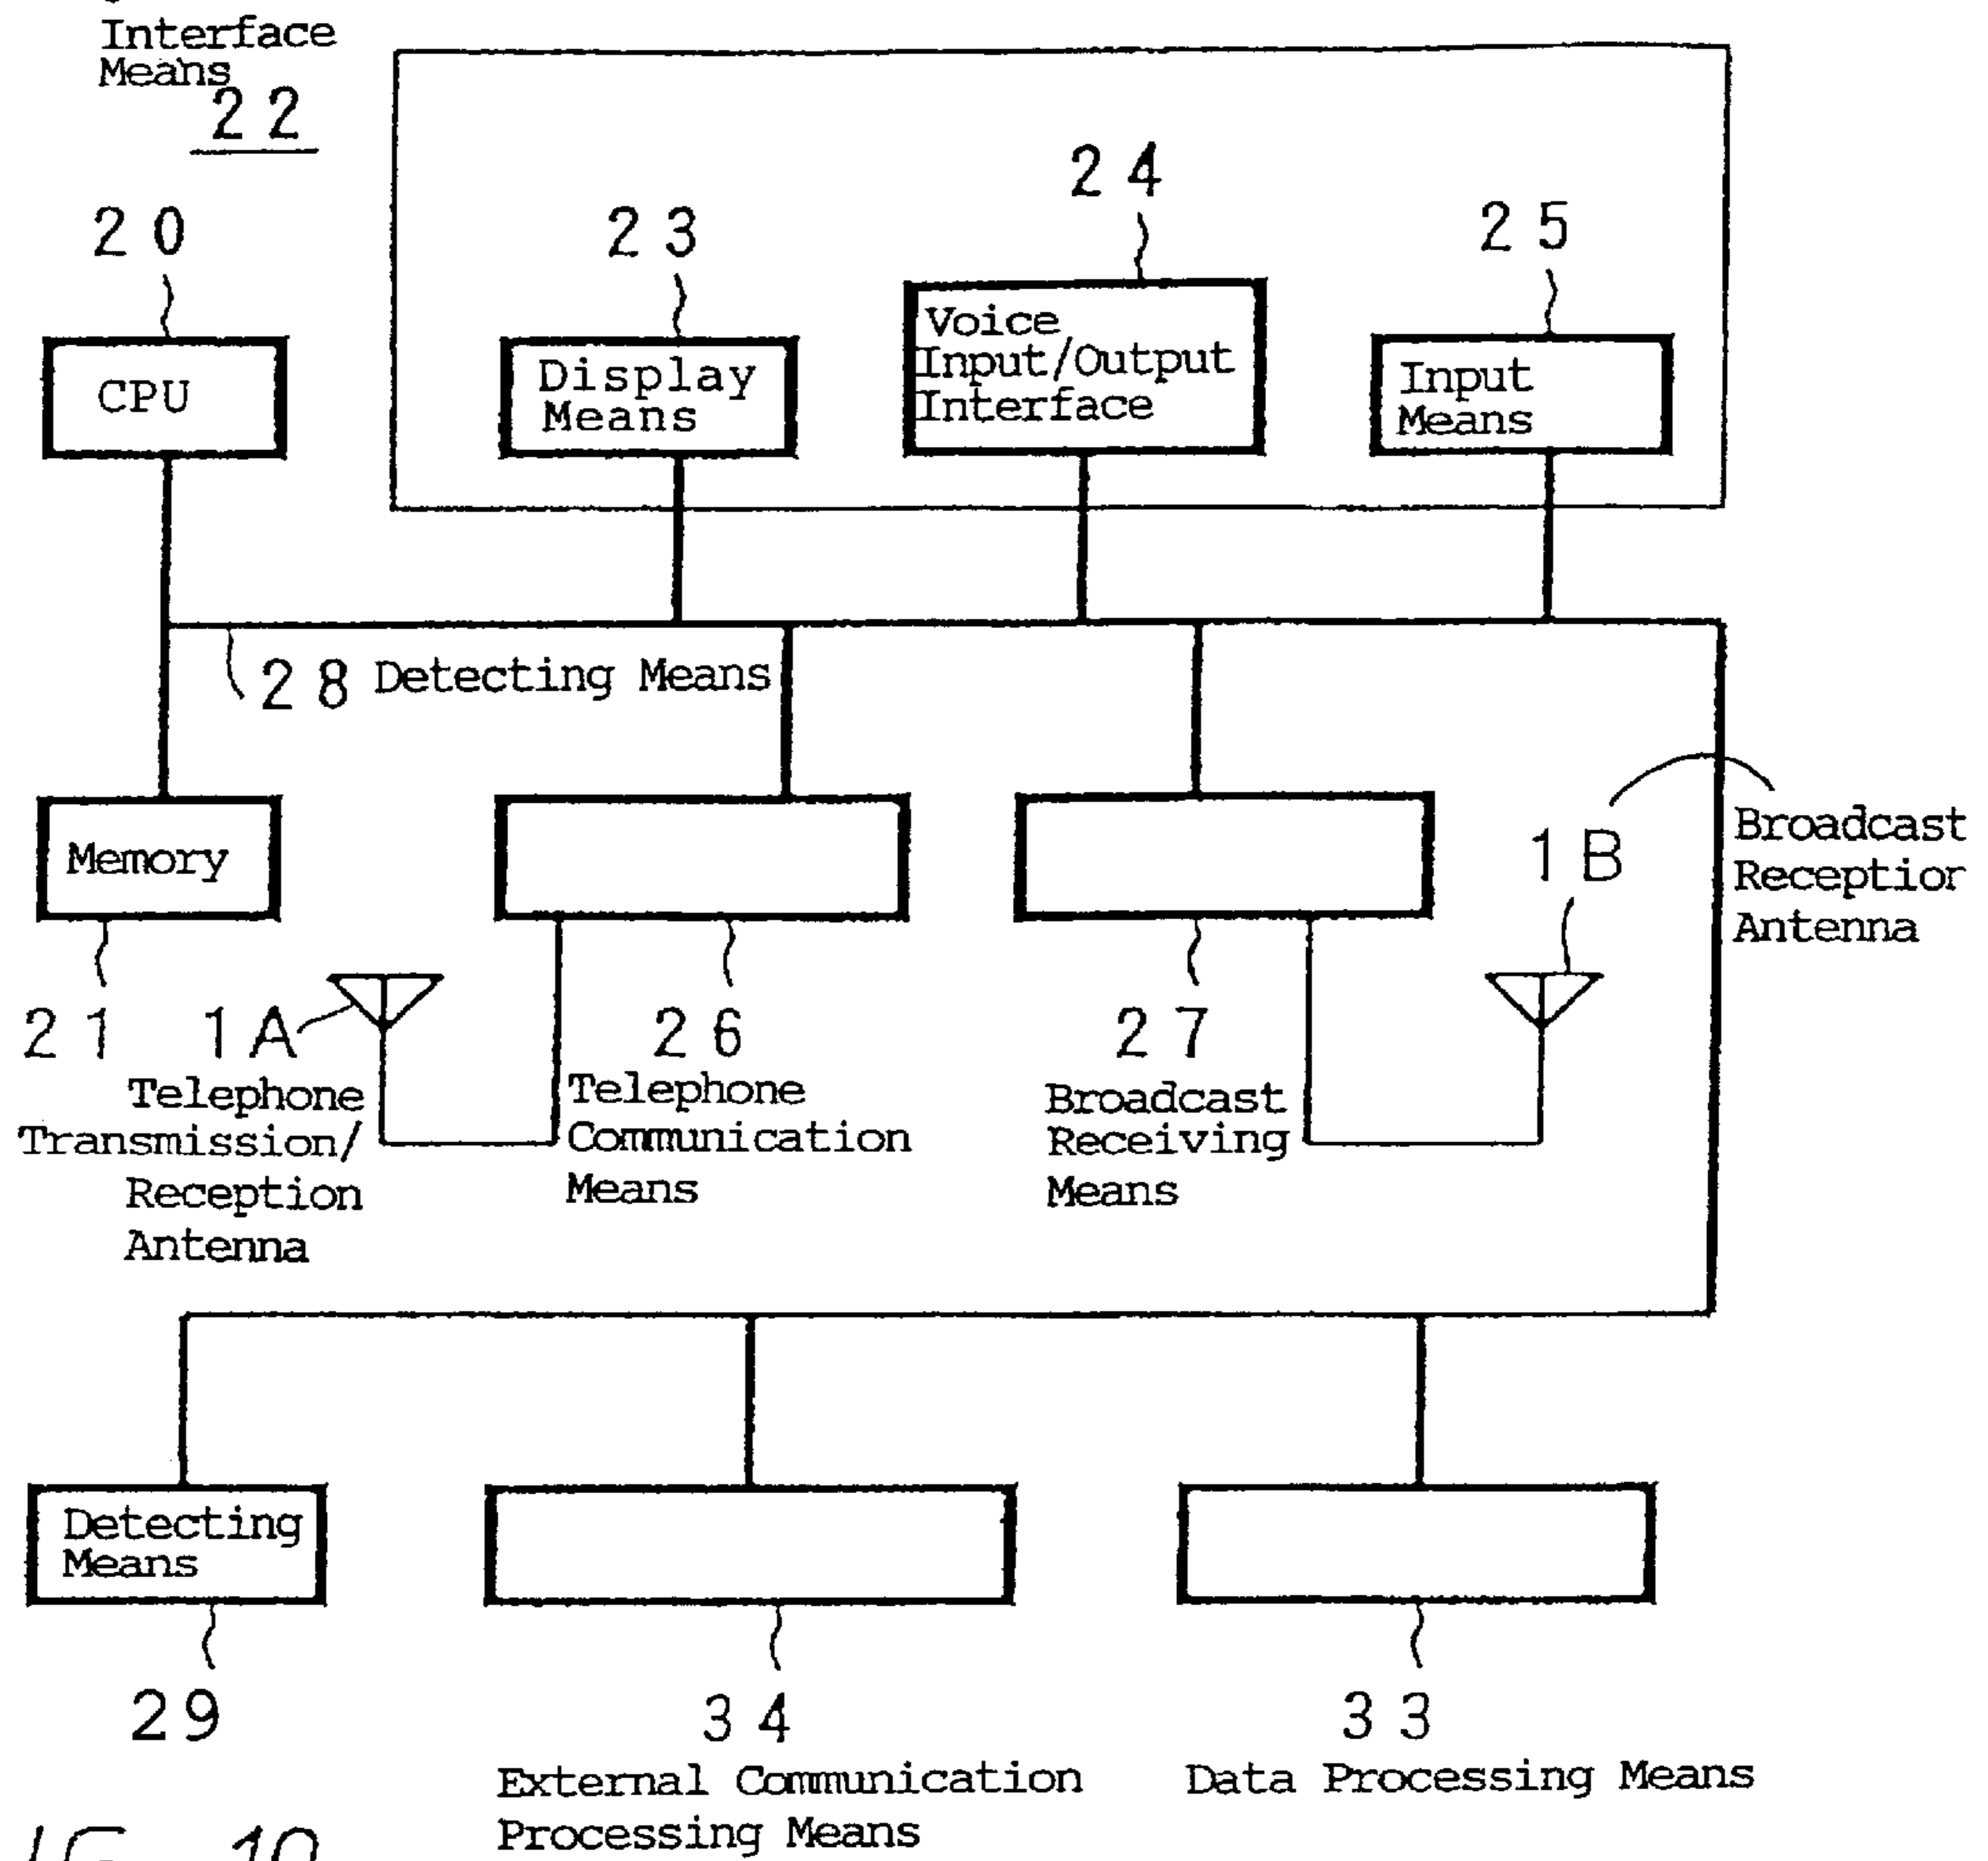 Interface
Means
22
24
20
23
25
Voice
Input/Output
Interface
CPU
Display
Means
Input
Means
28 Detecting Means
Broadcast
Receptior
Antenna
1B
Memory
21
1A
26
27
Telephone
Transmission/
Reception
Antenna
Telephone
Communication
Means
Broadcast
Receiving
Means
Detecting
Means
29
34
33
External Communication
Processing Means
Data Processing Means